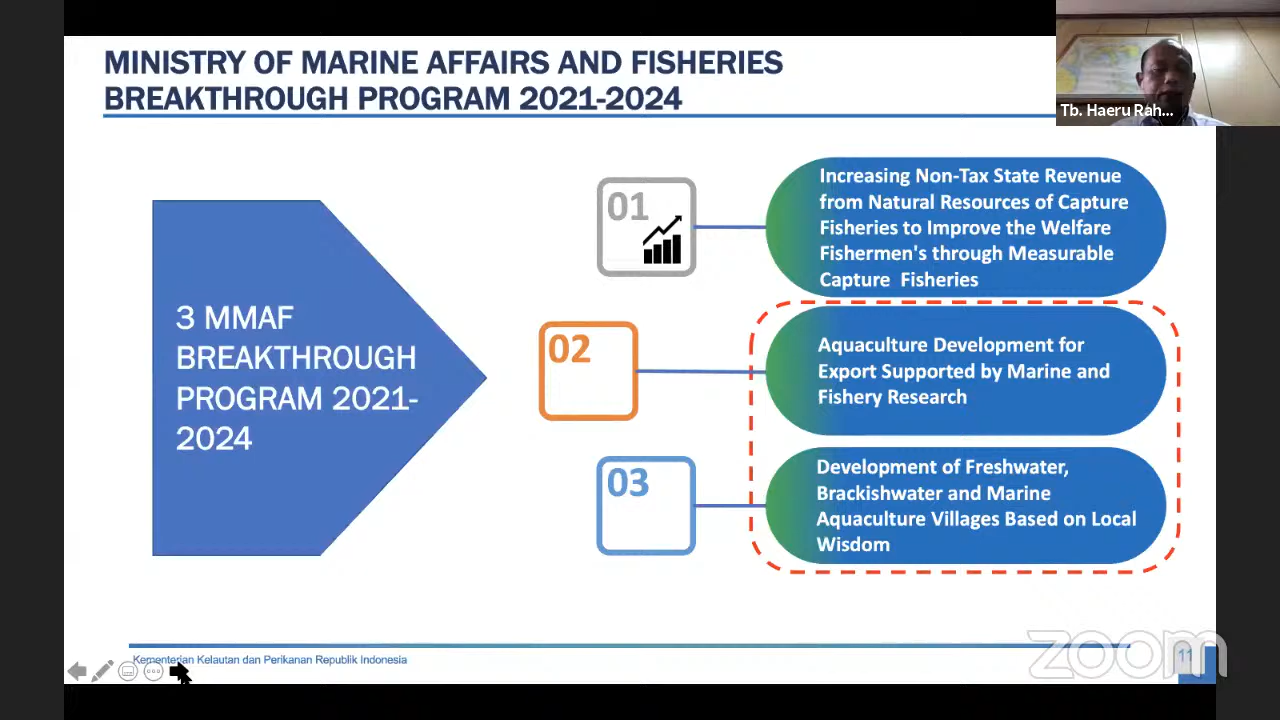 MINISTRY OF MARINE AFFAIRS AND FISHERIES
BREAKTHROUGH PROGRAM 2021-2024
Tb. Haeru Rah...
3 MMAF
BREAKTHROUGH
PROGRAM 2021-
2024
01
Increasing Non-Tax State Revenue
from Natural Resources of Capture
Fisheries to Improve the Welfare
Fishermen's through Measurable
Capture Fisheries
02
Aquaculture Development for
Export Supported by Marine and
Fishery Research
03
Development of Freshwater,
Brackishwater and Marine
Aquaculture Villages Based on Local
Wisdom
Kementerian Kelautan dan Perikanan Republik Indonesia
zoom
11